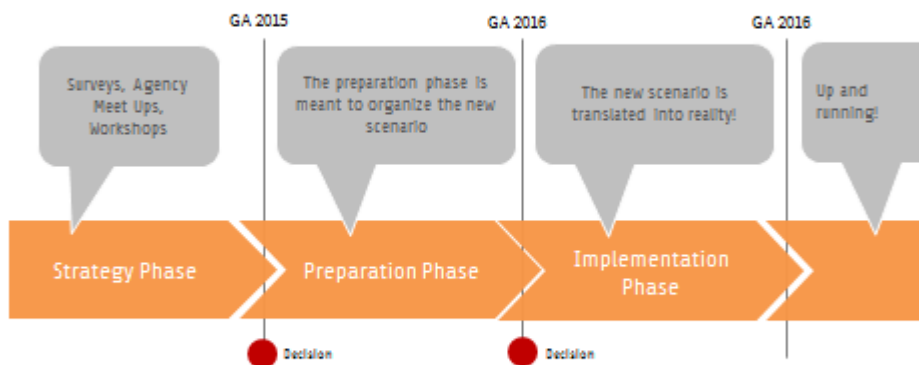 GA 2015
GA 2016
GA 2016
Surveys, Agency
Meet Ups,
Workshops
The preparation phase is
meant to organize the new
scenario
The new scenario is
translated into reality!
Up and
running!
Strategy Phase
Preparation Phase
Implementation
Phase
Decision
Decision